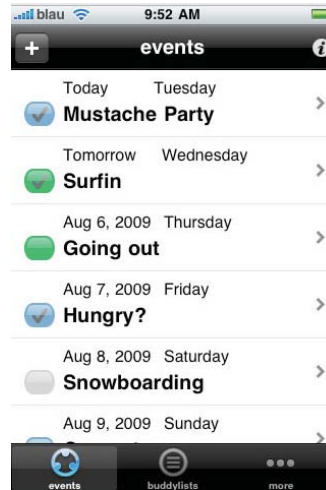 blau 9:52 AM
+ events i
Today Tuesday
Mustache Party
Tomorrow Wednesday
Surfin
Aug 6, 2009 Thursday
Going out
Aug 7, 2009 Friday
Hungry?
Aug 8, 2009 Saturday
Snowboarding
Aug 9, 2009 Sunday
events buddylists more